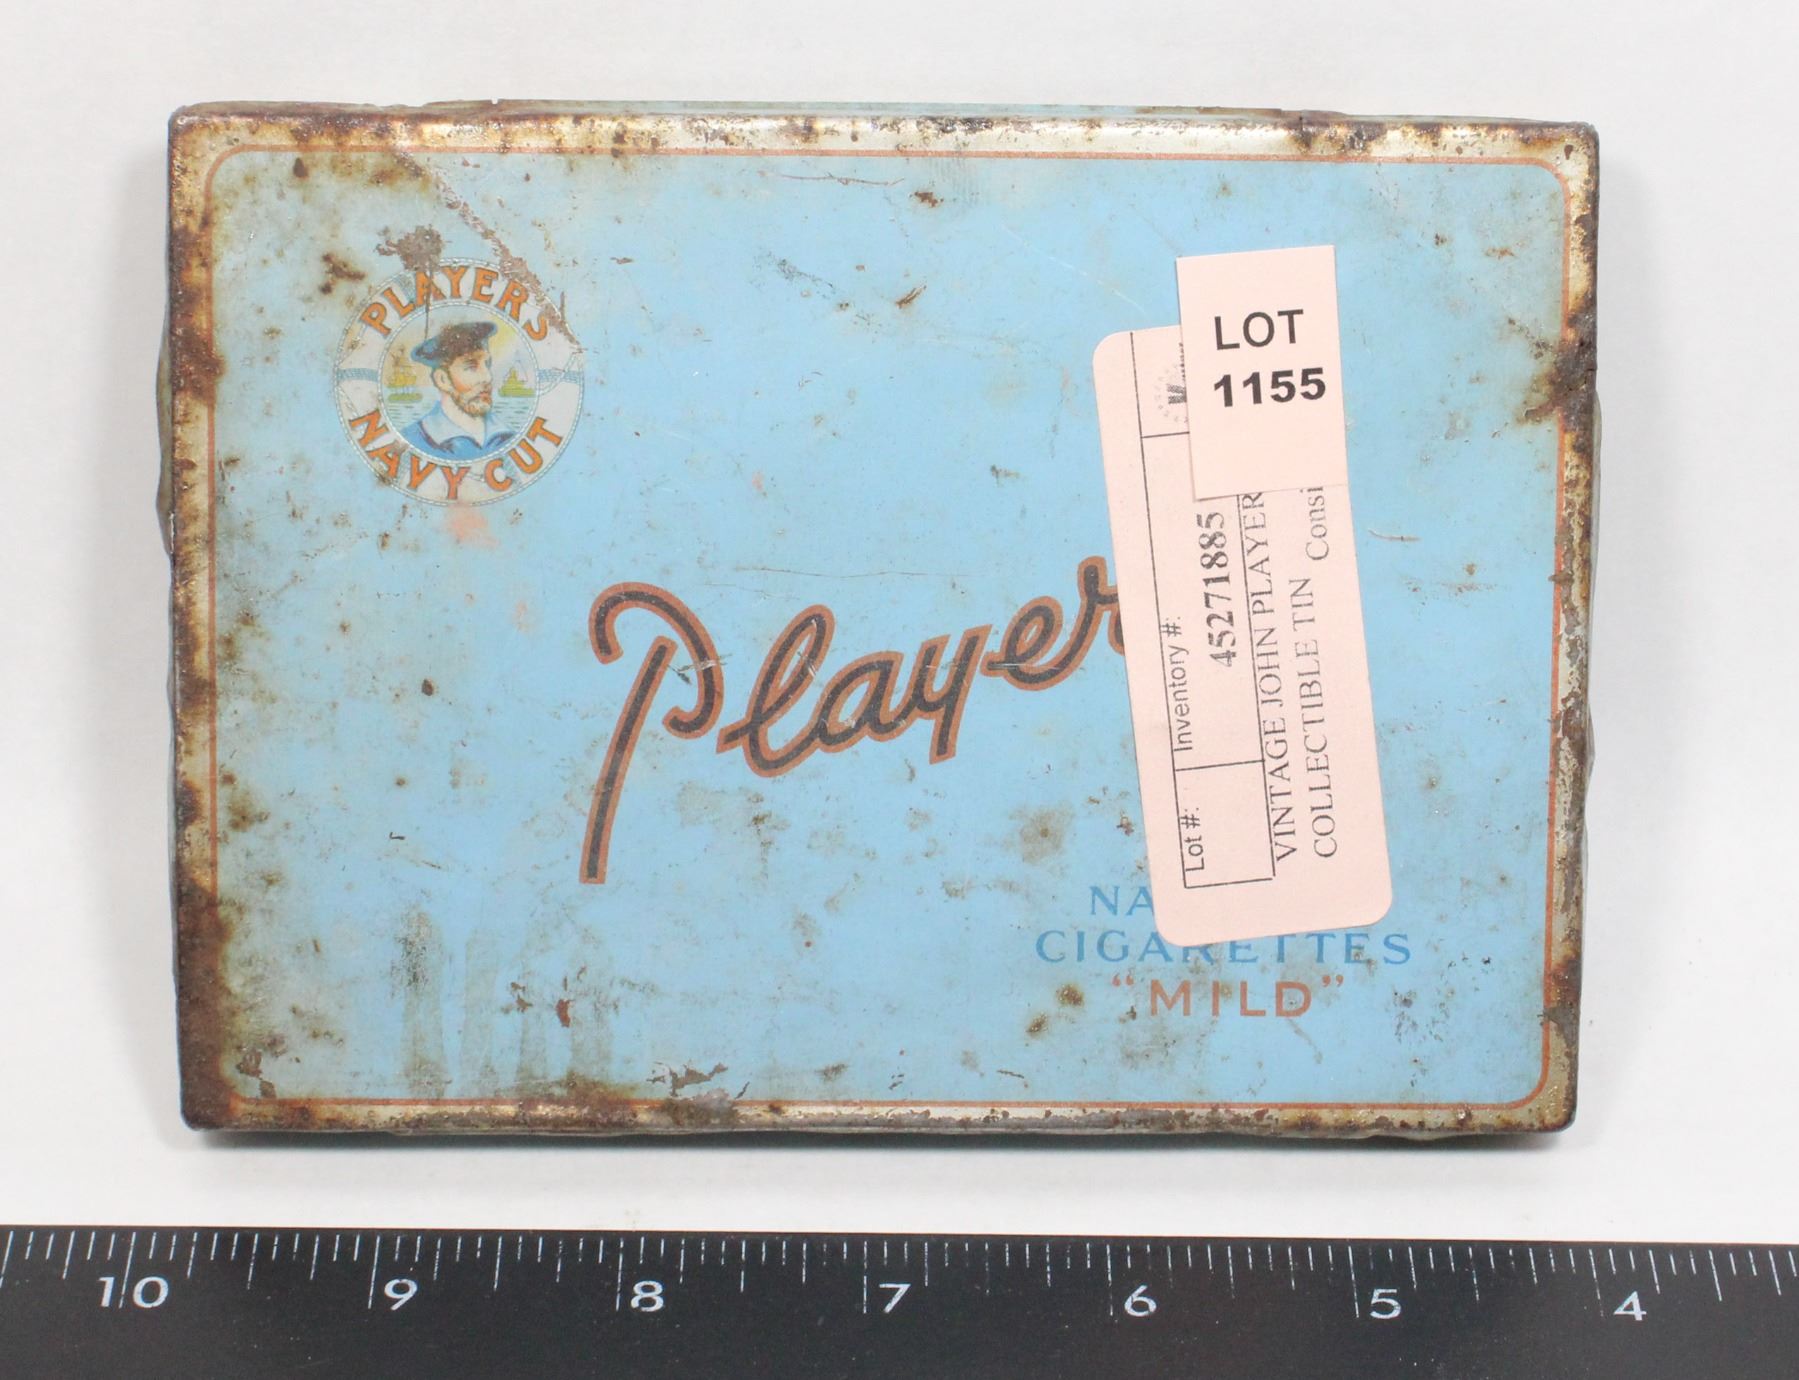 PLAYER'S
NAVY CUT
Player
NA
CIGARETTES
"MILD"
LOT
1155
Lot #:
Inventory #:
45271885
VINTAGE JOHN PLAYER
COLLECTIBLE TIN Consi
10 9 8 7 6 5 4